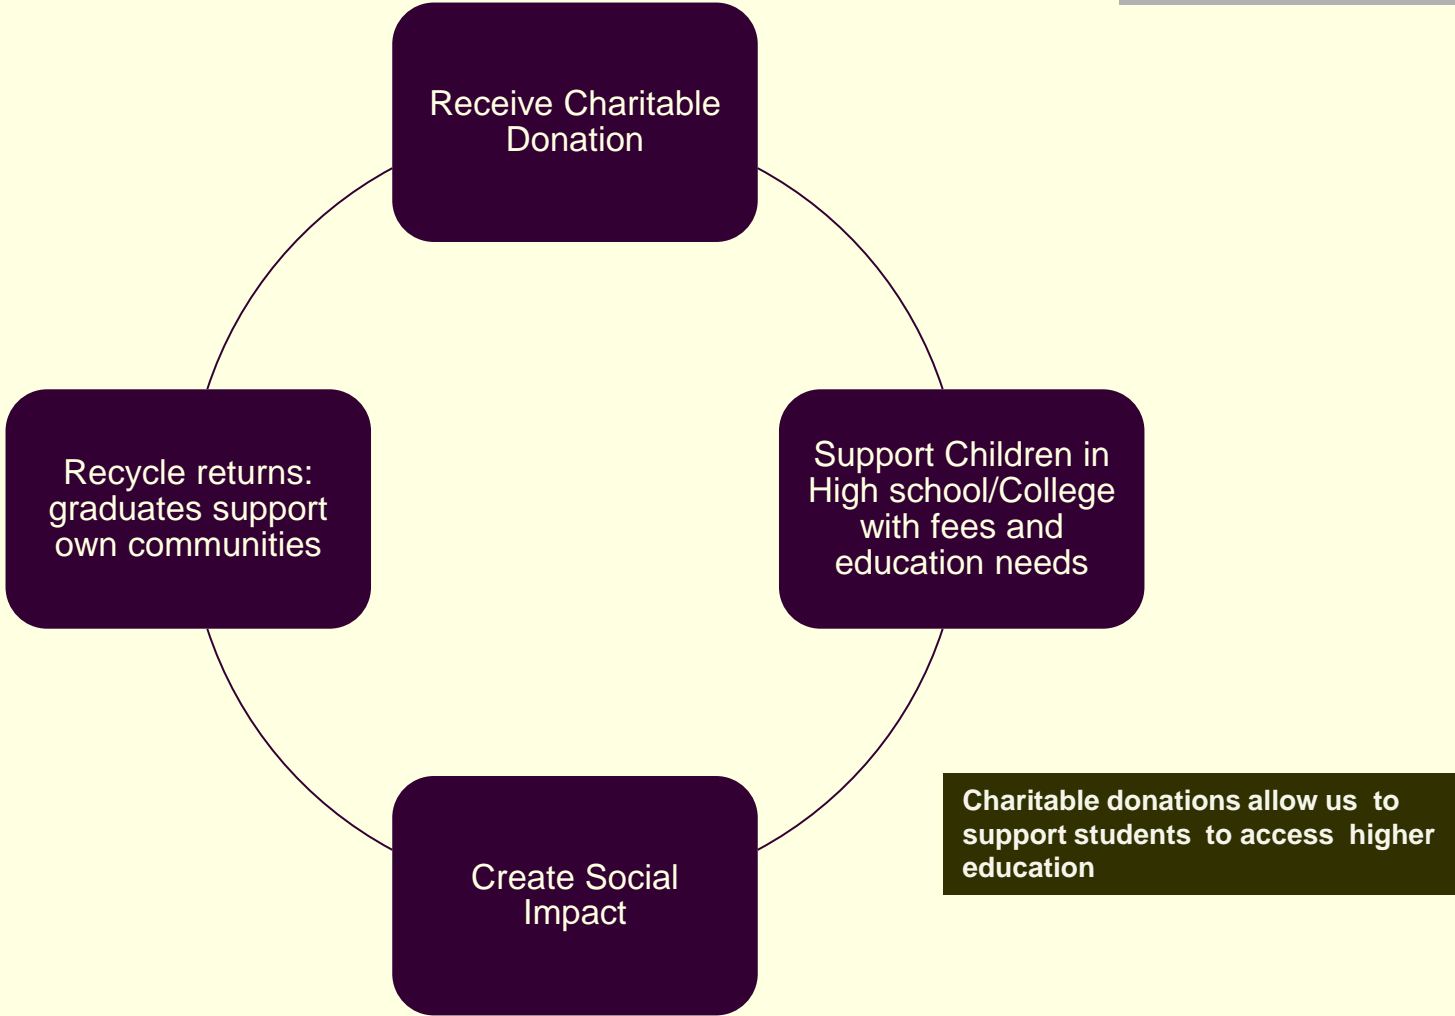 Receive Charitable
Donation
Recycle returns:
graduates support
own communities
Support Children in
High school/College
with fees and
education needs
Create Social
Impact
Charitable donations allow us  to
support students  to access  higher
education